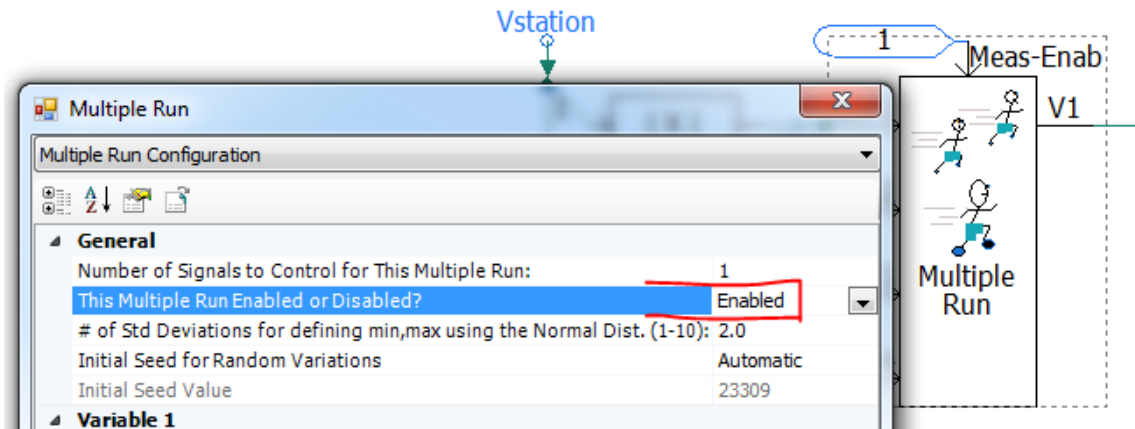 Vstation
1
Meas-Enab
Multiple Run
x
Multiple Run Configuration
A
Z
General
Number of Signals to Control for This Multiple Run: 1
This Multiple Run Enabled or Disabled? Enabled
# of Std Deviations for defining min,max using the Normal Dist. (1-10): 2.0
Initial Seed for Random Variations Automatic
Initial Seed Value 23309
Variable 1
V1
Multiple
Run